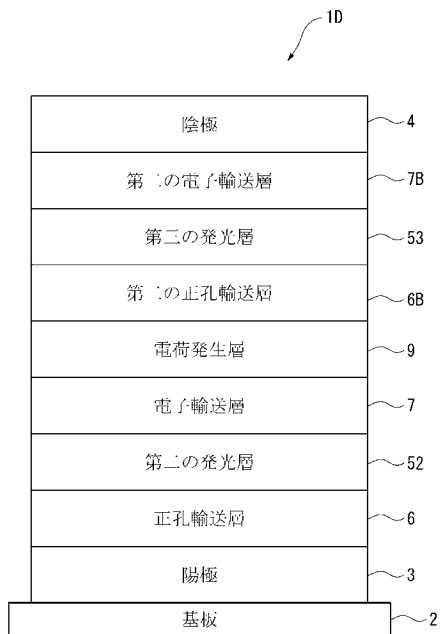 1D
陰極 4
第二の電子輸送層 7B
第三の発光層 53
第二の正孔輸送層 6B
電荷発生層 9
電子輸送層 7
第二の発光層 52
正孔輸送層 6
陽極 3
基板 2